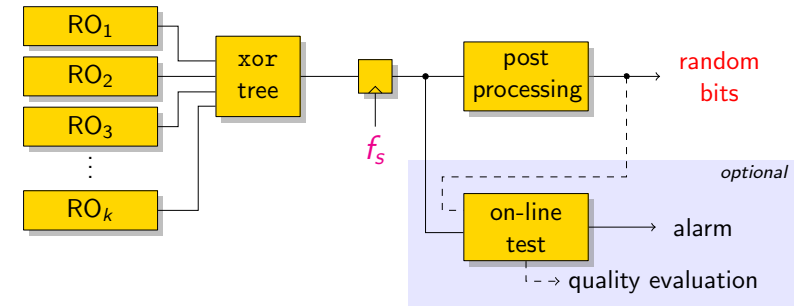 RO₁
RO₂
RO₃
⋮
ROₖ
xor
tree
fₛ
post
processing
random
bits
optional
on-line
test
alarm
quality evaluation